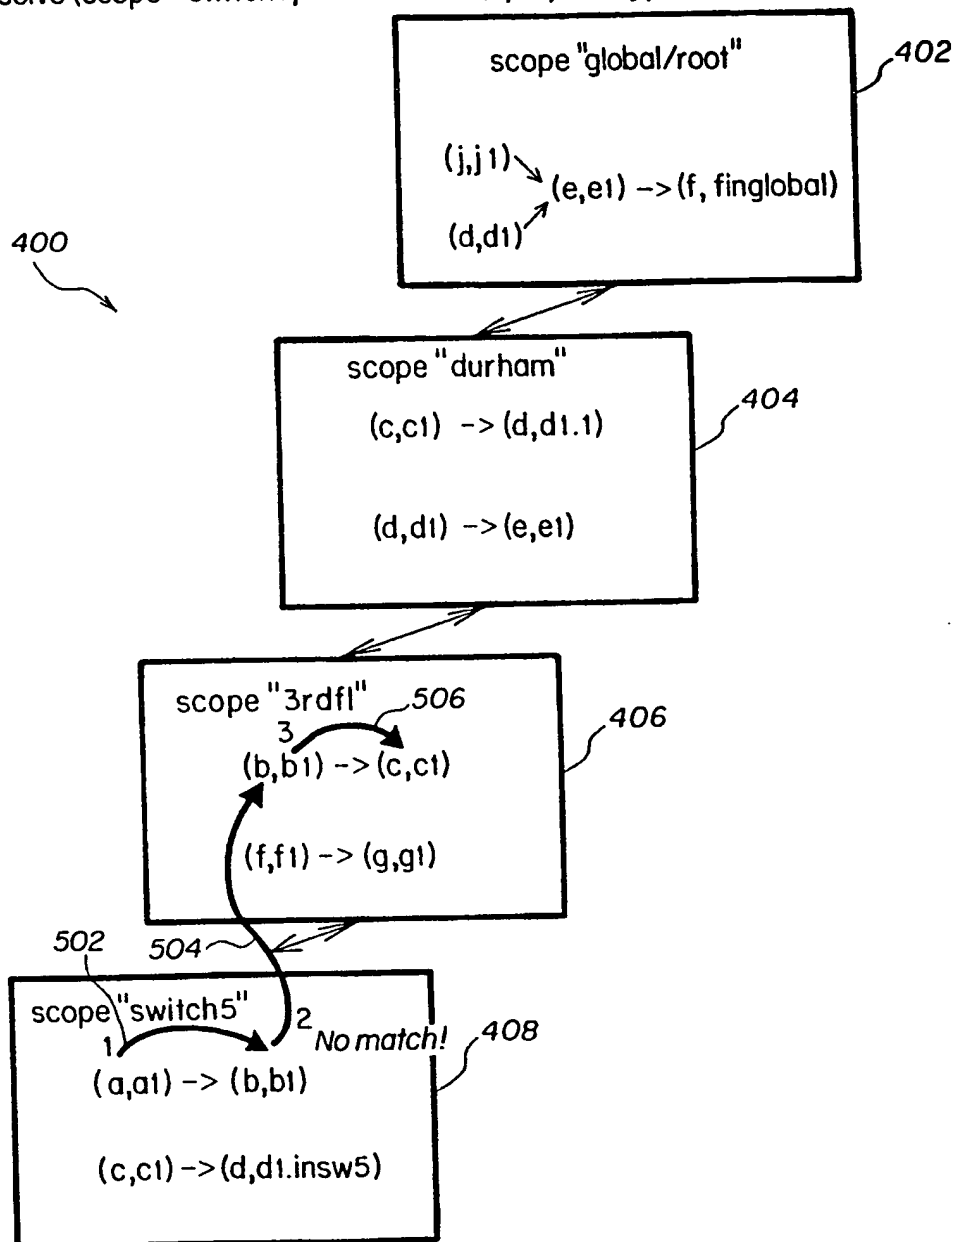 scope "global/root"
402
(j,j1)
(e,e1) -> (f, finglobal)
(d,d1)
400
scope "durham"
404
(c,c1) -> (d,d1.1)
(d,d1) -> (e,e1)
scope "3rdfl"
506
406
3
(b,b1) -> (c,c1)
(f,f1) -> (g,g1)
502
504
scope "switch5"
2
No match!
408
1
(a,a1) -> (b,b1)
(c,c1) -> (d,d1.insw5)